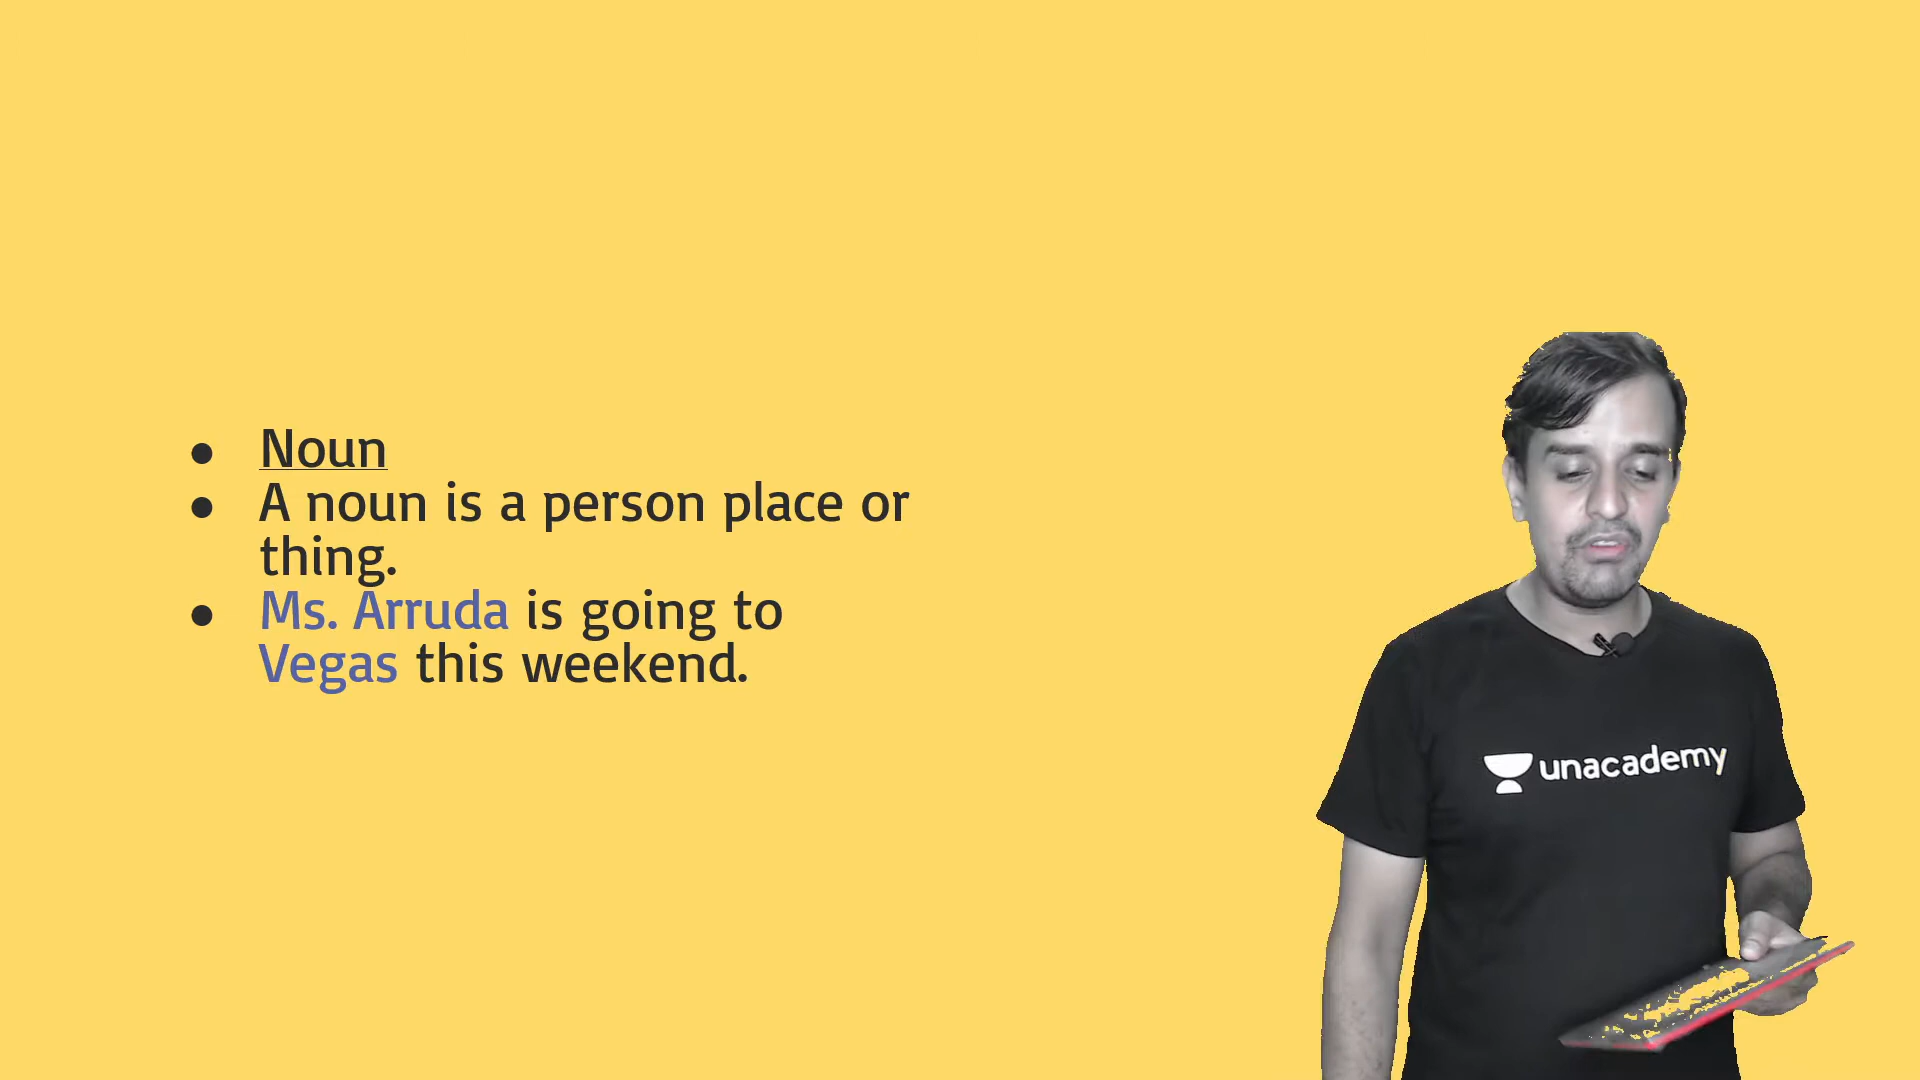 Noun
A noun is a person place or
thing.
Ms. Arruda is going to
Vegas this weekend.
unacademy